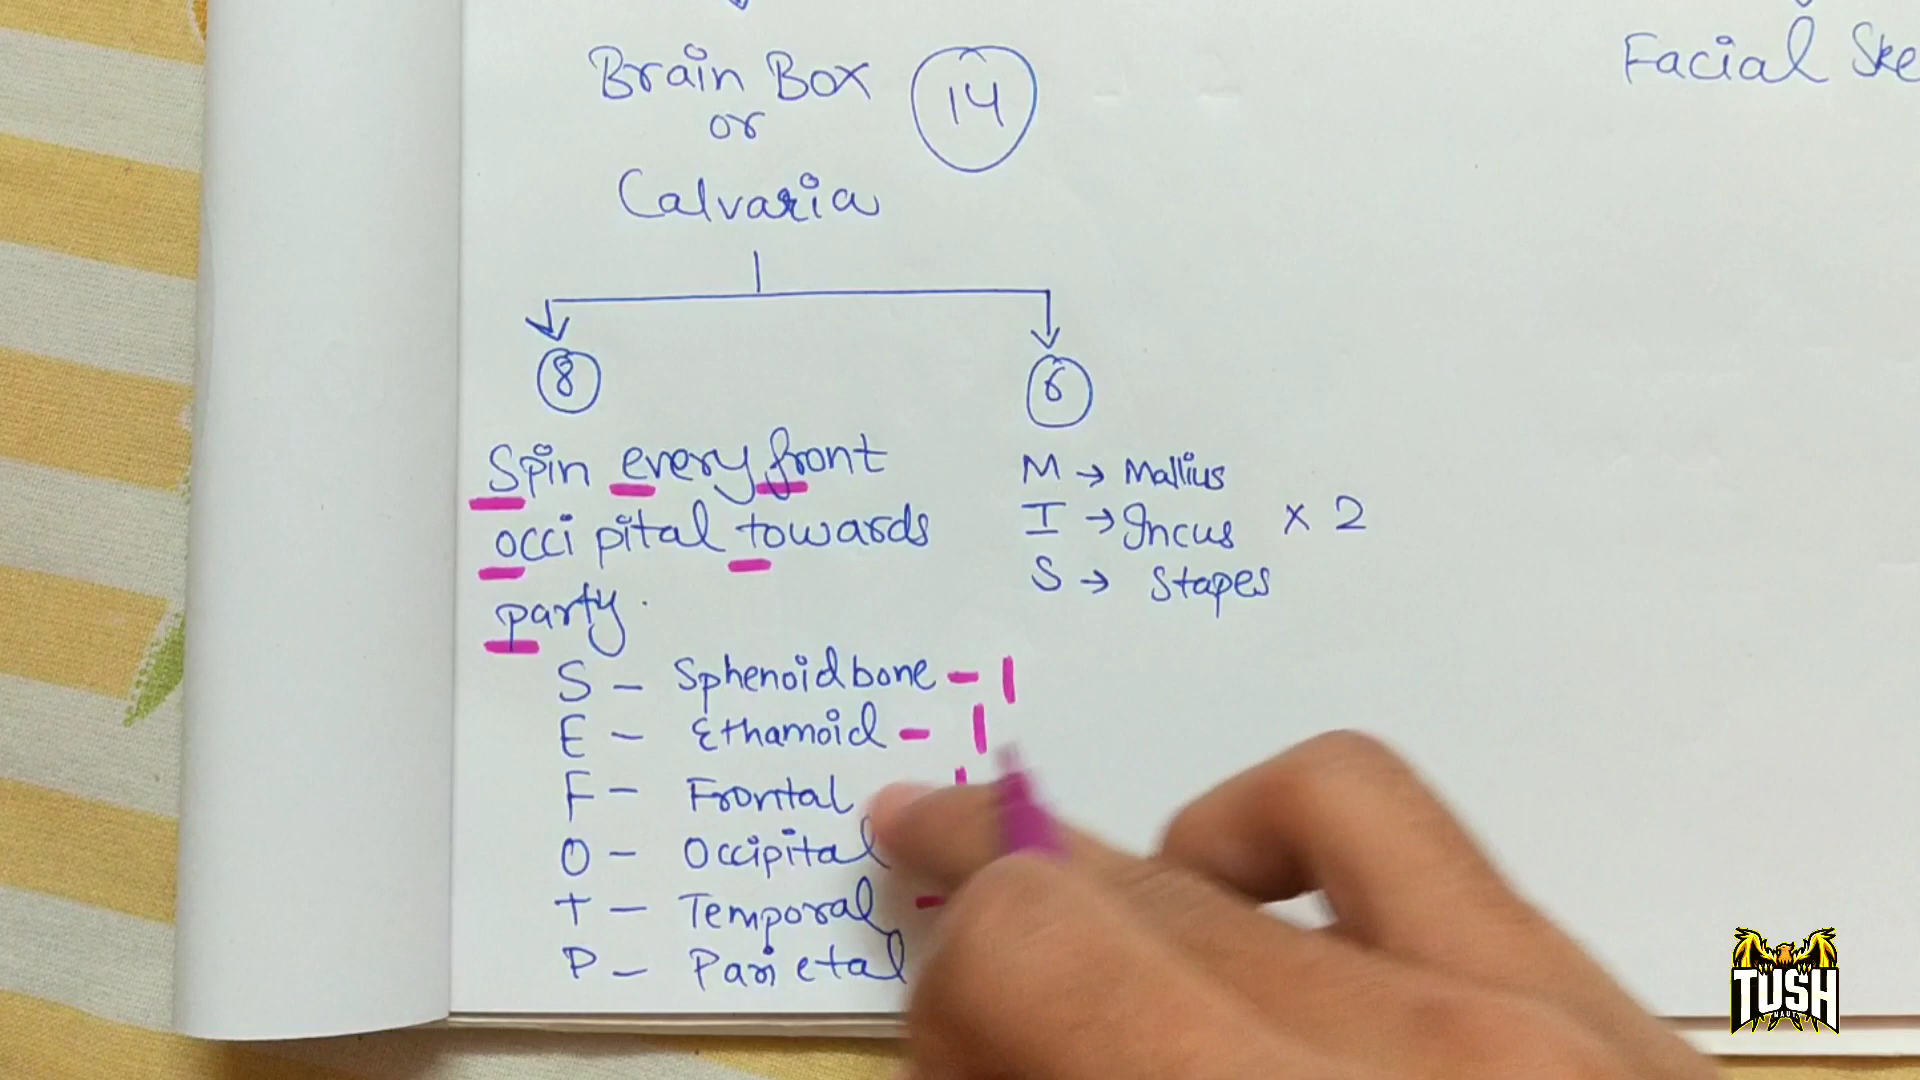 Brain Box
or
Calvaria
14
Facial Ske
8
6
Spin every front
occipital towards
party.
M → Mallius
I → Incus × 2
S → Stapes
S – Sphenoid bone – 1
E – Ethamoid – 1
F – Frontal
O – Occipital
T – Temporal –
P – Parietal
TUSH
NAUT